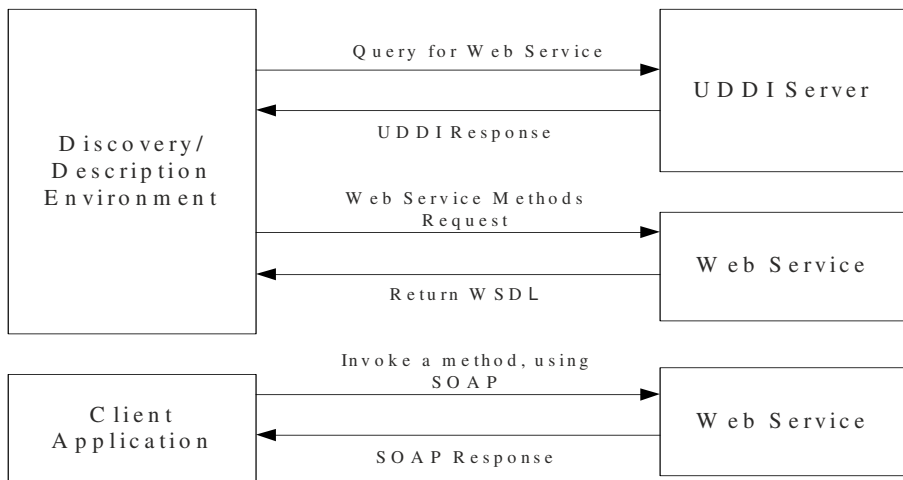 Query for Web Service
UDDI Server
UDDI Response
Discovery/
Description
Environment
Web Service Methods
Request
Web Service
Return WSDL
Invoke a method, using
SOAP
Client
Application
Web Service
SOAP Response